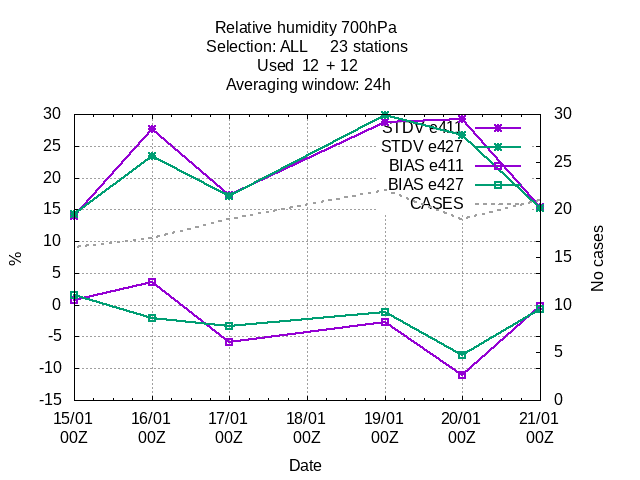 Relative humidity 700hPa
Selection: ALL 23 stations
Used 12 + 12
Averaging window: 24h
30
25
20
15
10
5
0
-5
-10
-15
%
STDV e411
STDV e427
BIAS e411
BIAS e427
CASES
30
25
20
15
10
5
0
No cases
15/01 16/01 17/01 18/01 19/01 20/01 21/01
00Z 00Z 00Z 00Z 00Z 00Z 00Z
Date